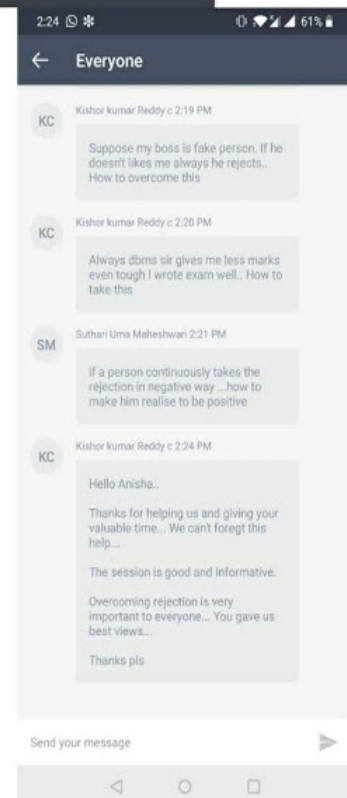 2:24 61%
Everyone
Kishor kumar Reddy c 2:19 PM
KC
Suppose my boss is fake person. If he
doesn't likes me always he rejects..
How to overcome this
Kishor kumar Reddy c 2:20 PM
KC
Always dbms sir gives me less marks
even tough I wrote exam well.. How to
take this
Suthari Uma Maheshwari 2:21 PM
SM
if a person continuously takes the
rejection in negative way ...how to
make him realise to be positive
Kishor kumar Reddy c 2:24 PM
KC
Hello Anisha..
Thanks for helping us and giving your
valuable time... We can't foregt this
help...
The session is good and Informative.
Overcoming rejection is very
important to everyone... You gave us
best views...
Thanks pls
Send your message